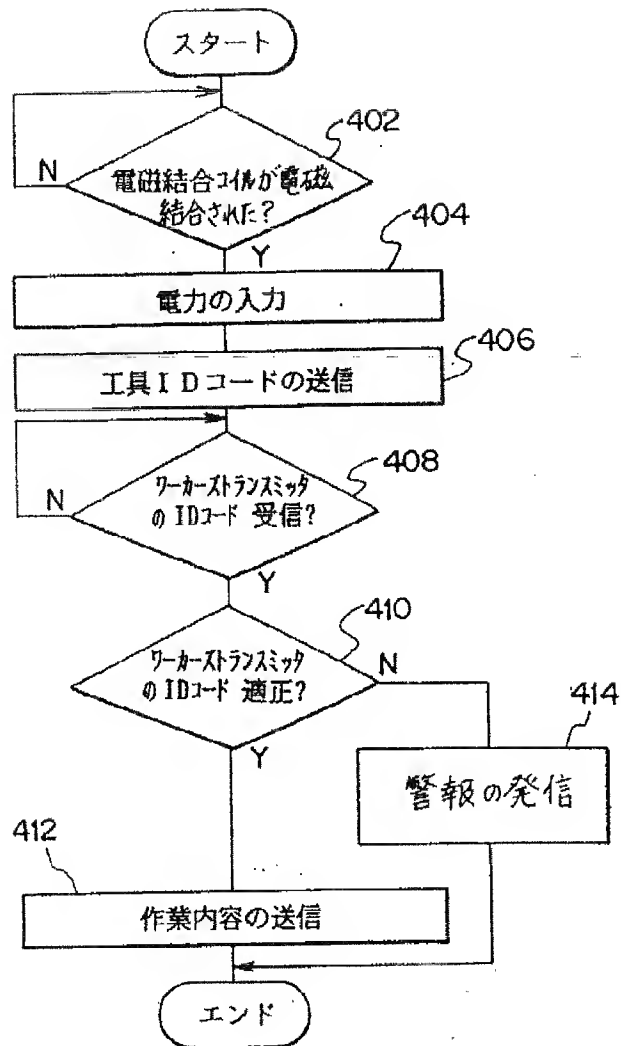 スタート
402
電磁結合コイルが電磁
結合された?
N
Y
404
電力の入力
406
工具IDコードの送信
408
ワーカーズトランスミッタ
のIDコード 受信?
N
Y
410
ワーカーズトランスミッタ
のIDコード 適正?
N
Y
414
警報の発信
412
作業内容の送信
エンド